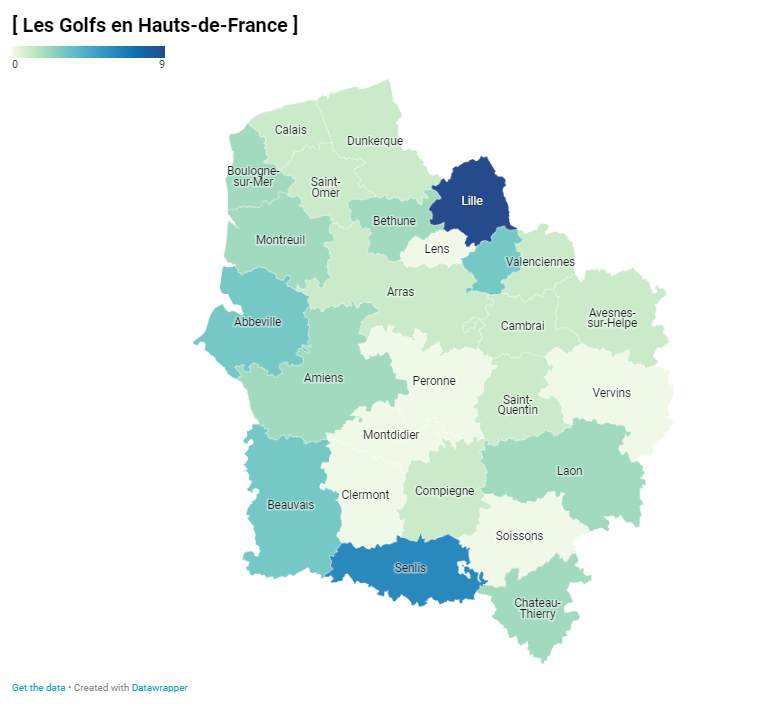 [ Les Golfs en Hauts-de-France ]
0 9
Calais
Dunkerque
Boulogne-
sur-Mer
Saint-
Omer
Lille
Bethune
Montreuil
Lens
Valenciennes
Arras
Abbeville
Cambrai
Avesnes-
sur-Helpe
Amiens
Peronne
Vervins
Saint-
Quentin
Montdidier
Laon
Clermont
Compiegne
Beauvais
Soissons
Senlis
Chateau-
Thierry
Get the data • Created with Datawrapper